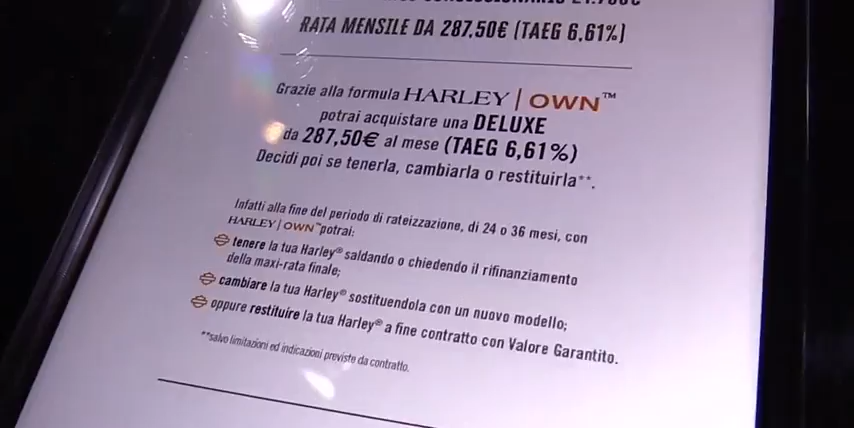 RATA MENSILE DA 287,50€ (TAEG 6,61%)
Grazie alla formula HARLEY | OWN™
potrai acquistare una DELUXE
da 287,50€ al mese (TAEG 6,61%)
Decidi poi se tenerla, cambiarla o restituirla**.
Infatti alla fine del periodo di rateizzazione, di 24 o 36 mesi, con
HARLEY | OWN™ potrai:
tenere la tua Harley® saldando o chiedendo il rifinanziamento
della maxi-rata finale;
cambiare la tua Harley® sostituendola con un nuovo modello;
oppure restituire la tua Harley® a fine contratto con Valore Garantito.
**salvo limitazioni ed indicazioni previste da contratto.